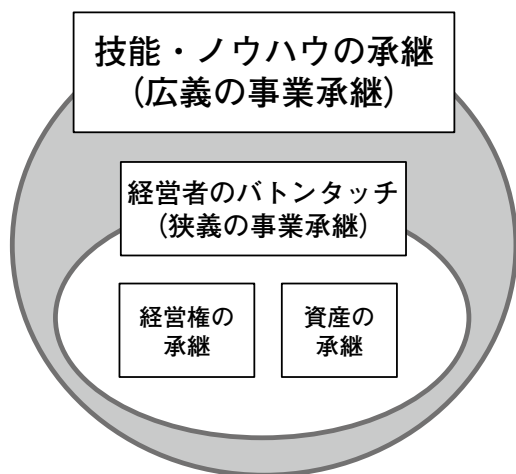 技能・ノウハウの承継
(広義の事業承継)
経営者のバトンタッチ
(狭義の事業承継)
経営権の
承継
資産の
承継